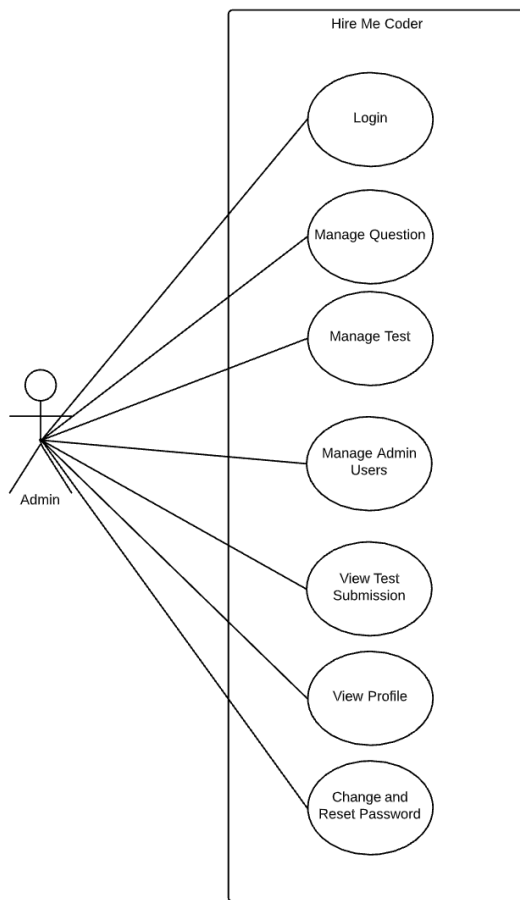 Hire Me Coder
Login
Manage Question
Manage Test
Manage Admin
Users
Admin
View Test
Submission
View Profile
Change and
Reset Password